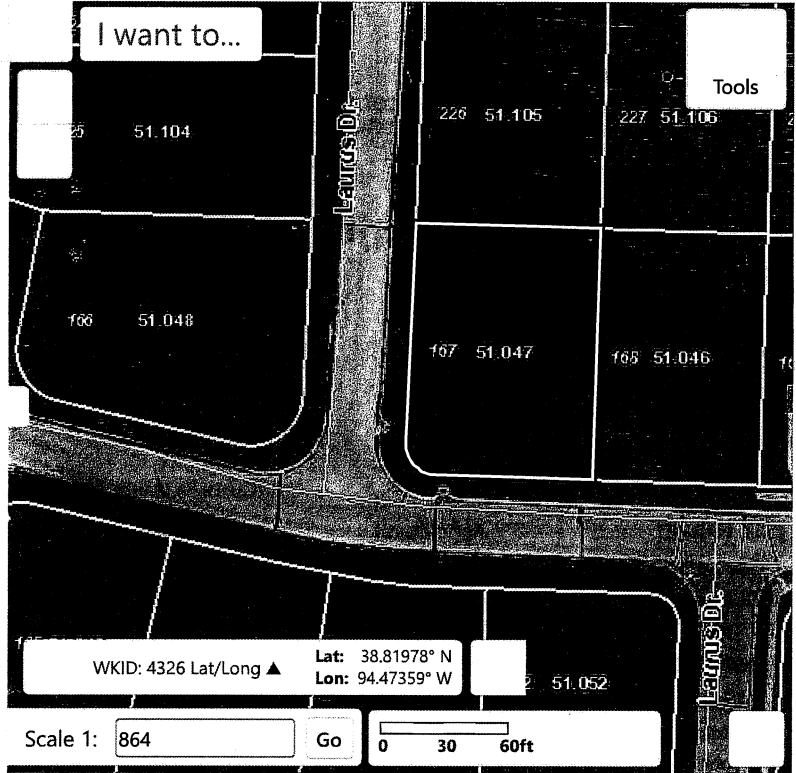 I want to...
Tools
51.104
226 51.105
227 51.106
Laurus Dr.
166 51.048
167 51.047
168 51.046
Laurus Dr.
WKID: 4326 Lat/Long ▲
Lat: 38.81978° N
Lon: 94.47359° W
51.052
Scale 1: 864 Go
0 30 60ft